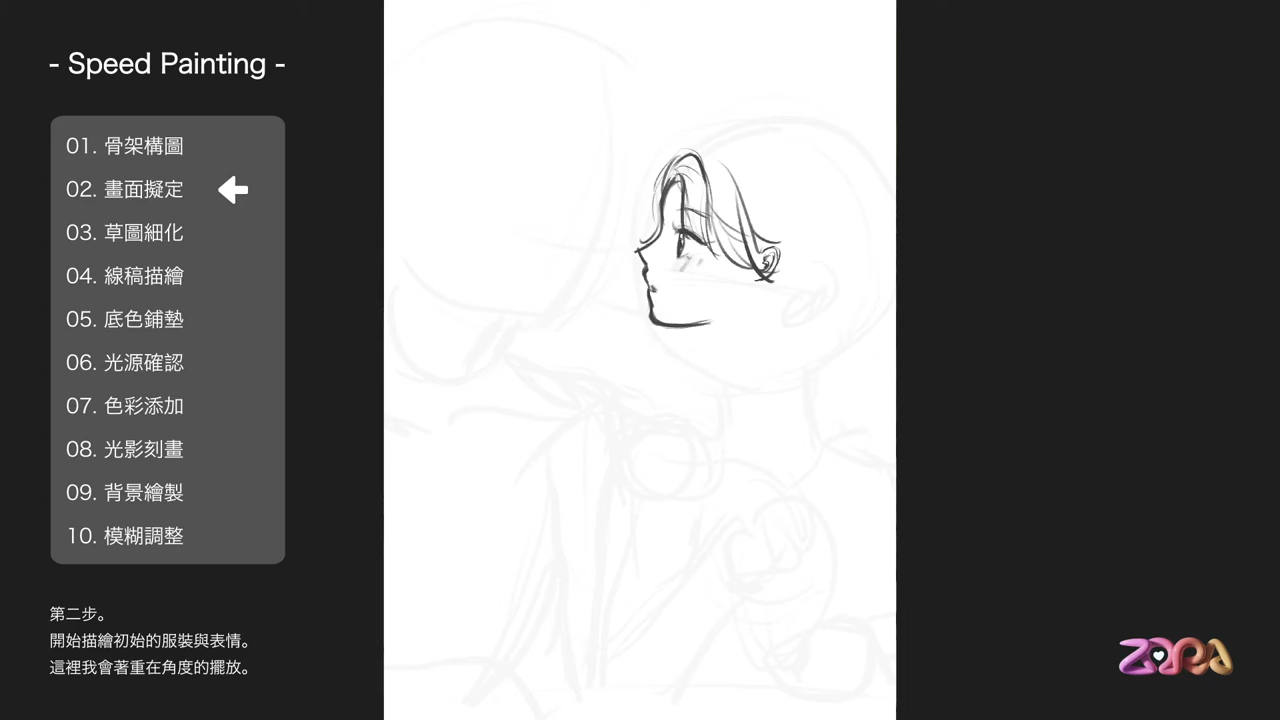 - Speed Painting -
01. 骨架構圖
02. 畫面擬定
03. 草圖細化
04. 線稿描繪
05. 底色鋪墊
06. 光源確認
07. 色彩添加
08. 光影刻畫
09. 背景繪製
10. 模糊調整
第二步。
開始描繪初始的服裝與表情。
這裡我會著重在角度的擺放。
ZORA